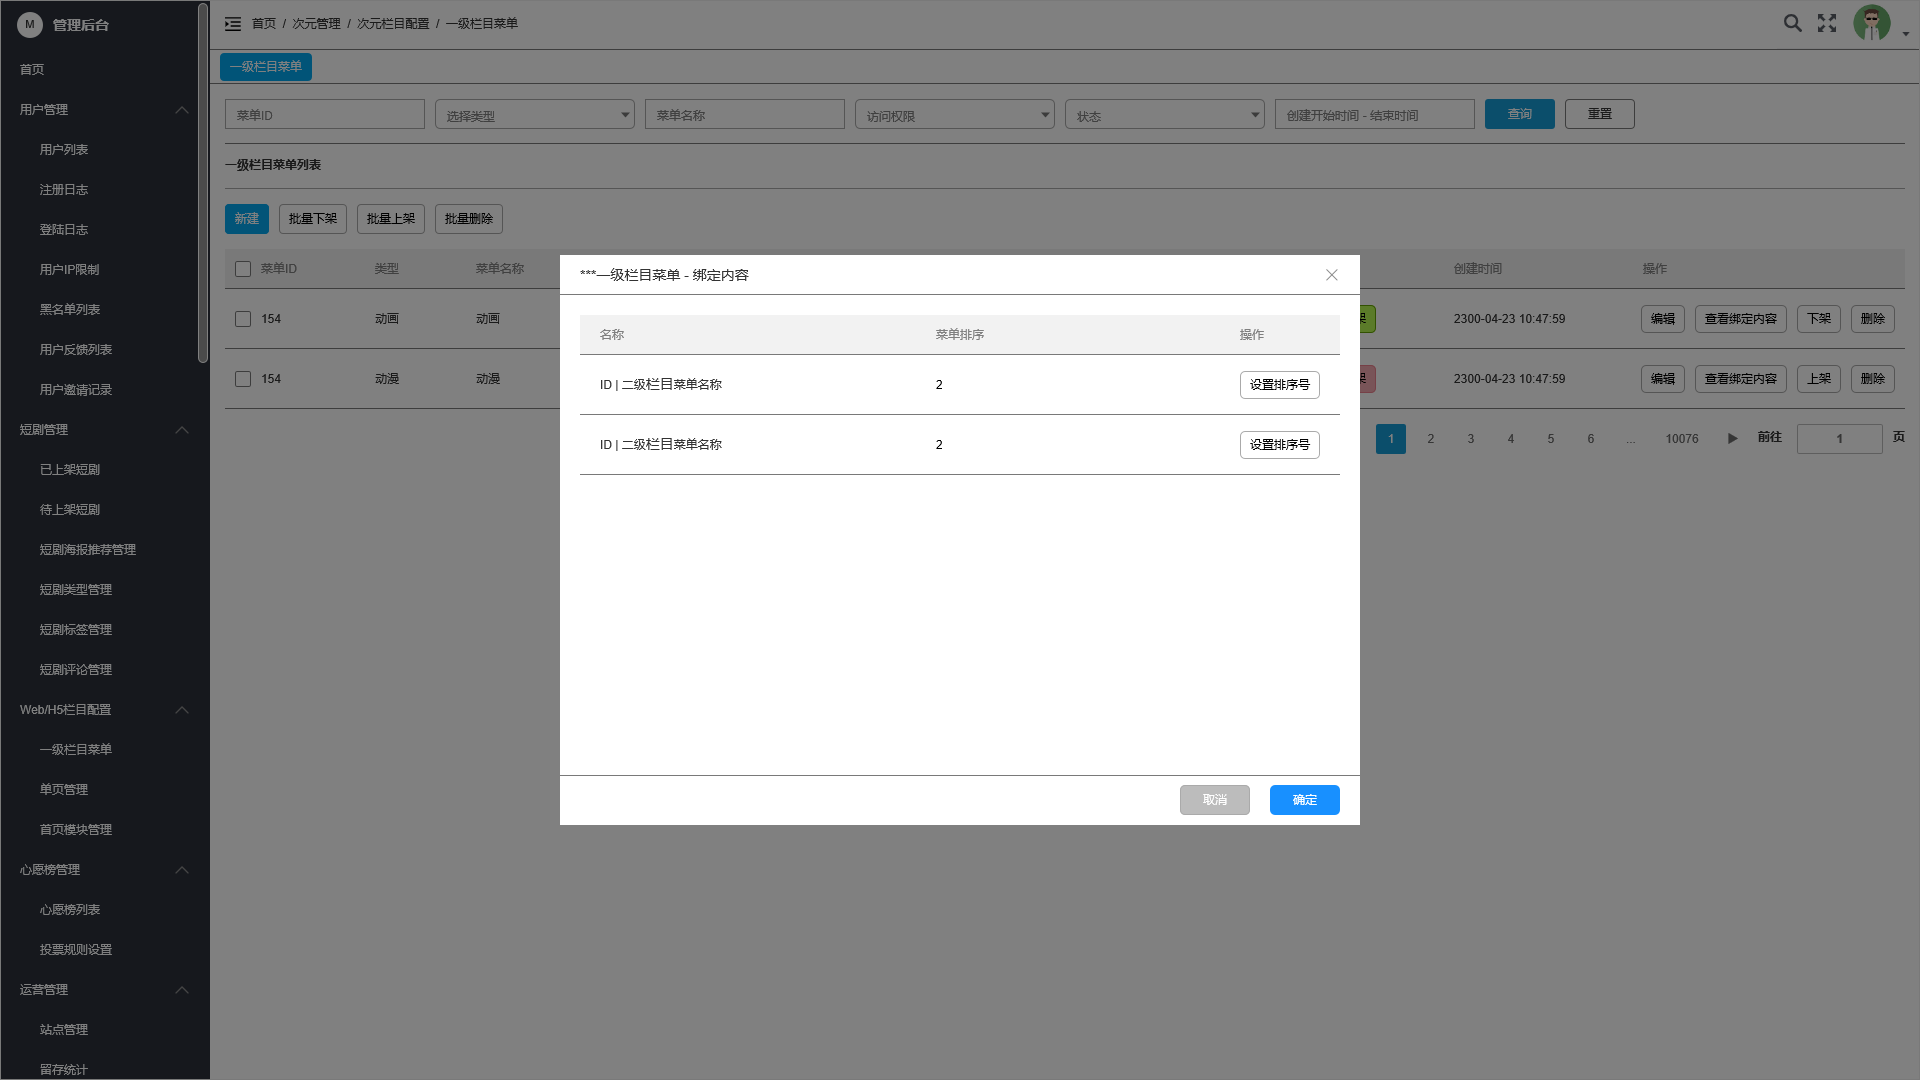 M 管理后台
首页
用户管理
用户列表
注册日志
登陆日志
用户IP限制
黑名单列表
用户反馈列表
用户邀请记录
短剧管理
已上架短剧
待上架短剧
短剧海报推荐管理
短剧类型管理
短剧标签管理
短剧评论管理
Web/H5栏目配置
一级栏目菜单
单页管理
首页模块管理
心愿榜管理
心愿榜列表
投票规则设置
运营管理
站点管理
留存统计
首页 / 次元管理 / 次元栏目配置 / 一级栏目菜单
一级栏目菜单
菜单ID 选择类型 菜单名称 访问权限 状态 创建开始时间 - 结束时间 查询 重置
一级栏目菜单列表
新建 批量下架 批量上架 批量删除
菜单ID 类型 菜单名称 创建时间 操作
154 动画 动画 架 2300-04-23 10:47:59 编辑 查看绑定内容 下架 删除
154 动漫 动漫 架 2300-04-23 10:47:59 编辑 查看绑定内容 上架 删除
1 2 3 4 5 6 ... 10076 前往 1 页
***一级栏目菜单 - 绑定内容
名称 菜单排序 操作
ID | 二级栏目菜单名称 2 设置排序号
ID | 二级栏目菜单名称 2 设置排序号
取消 确定